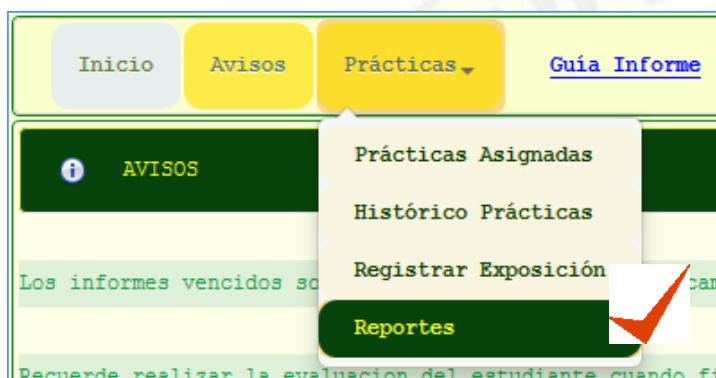 Inicio Avisos Prácticas Guía Informe
AVISOS
Prácticas Asignadas
Histórico Prácticas
Registrar Exposición
Reportes
Los informes vencidos
Recuerde realizar la evaluación del estudiante cuando